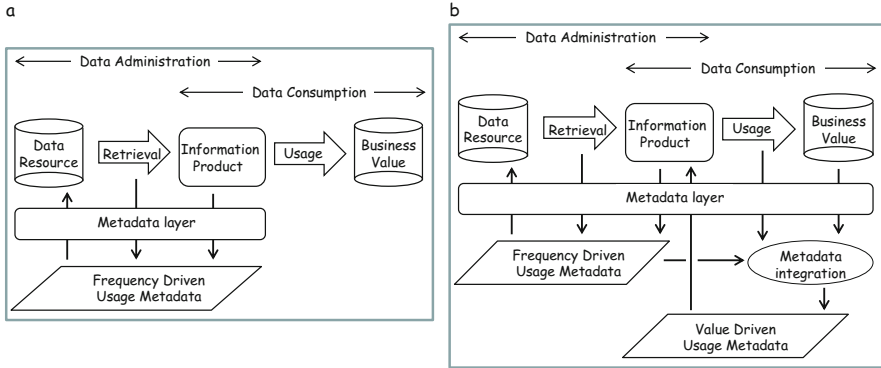 a
Data Administration
Data Consumption
Data
Resource
Retrieval
Information
Product
Usage
Business
Value
Metadata layer
Frequency Driven
Usage Metadata
b
Data Administration
Data Consumption
Data
Resource
Retrieval
Information
Product
Usage
Business
Value
Metadata layer
Frequency Driven
Usage Metadata
Metadata
integration
Value Driven
Usage Metadata